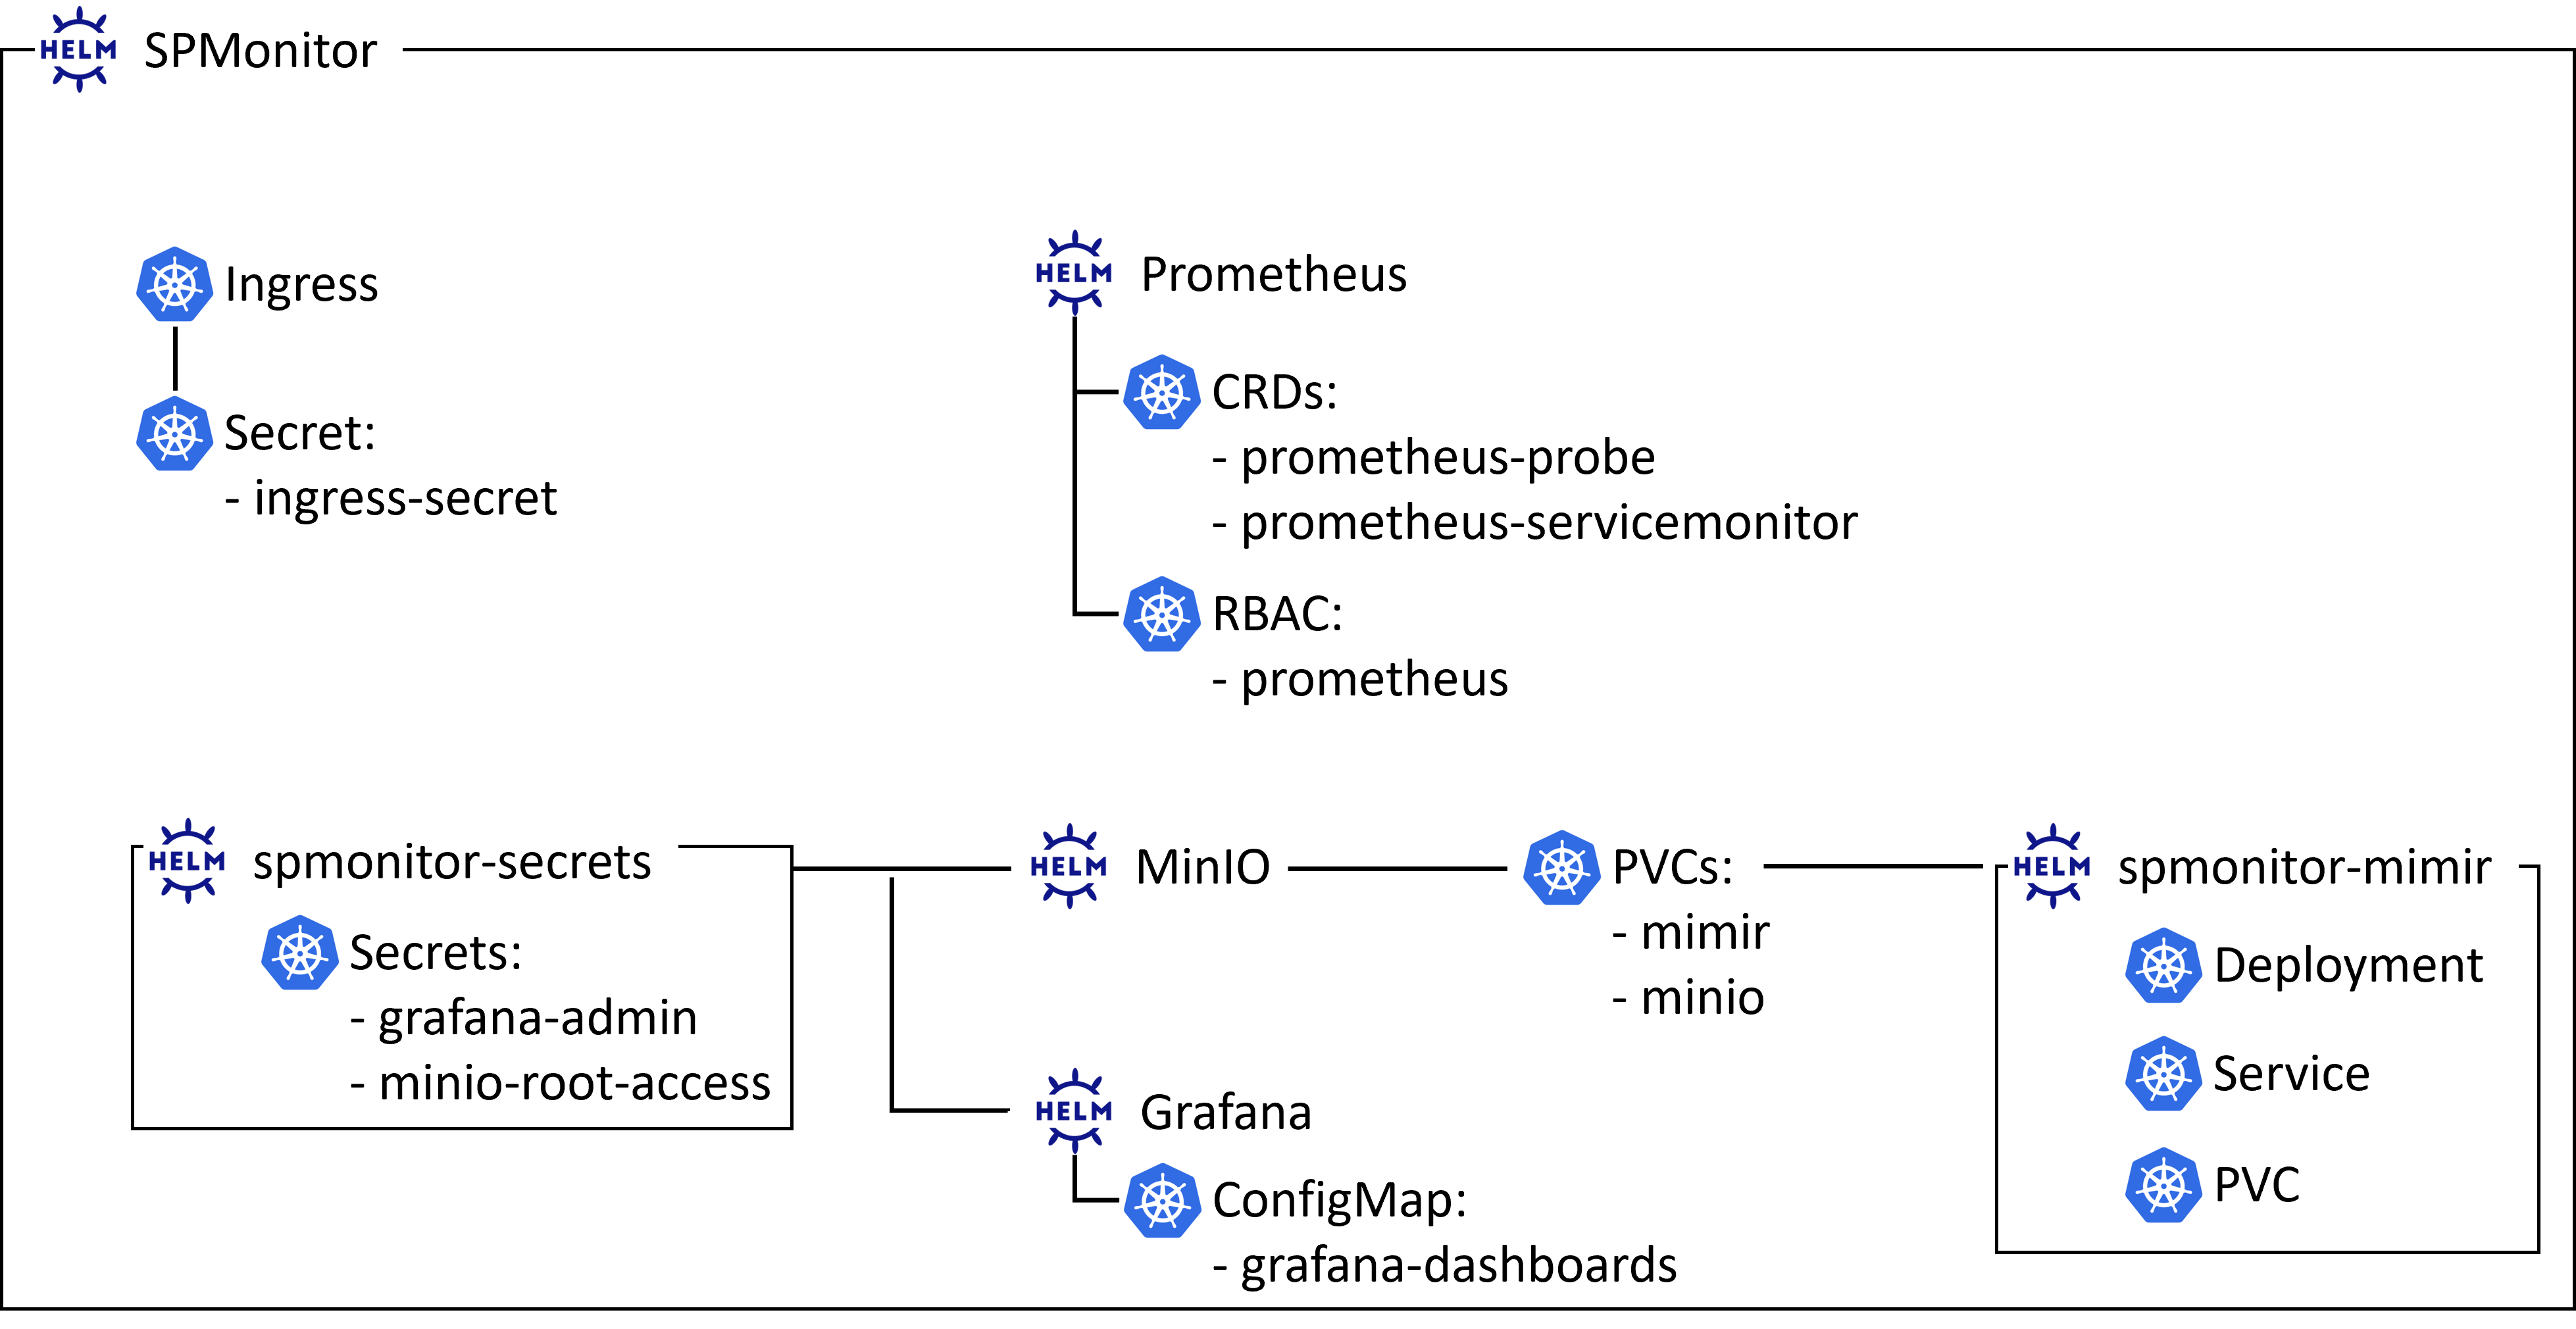 HELM SPMonitor
Ingress
Secret:
- ingress-secret
HELM Prometheus
CRDs:
- prometheus-probe
- prometheus-servicemonitor
RBAC:
- prometheus
HELM spmonitor-secrets
Secrets:
- grafana-admin
- minio-root-access
HELM MinIO
PVCs:
- mimir
- minio
HELM Grafana
ConfigMap:
- grafana-dashboards
HELM spmonitor-mimir
Deployment
Service
PVC